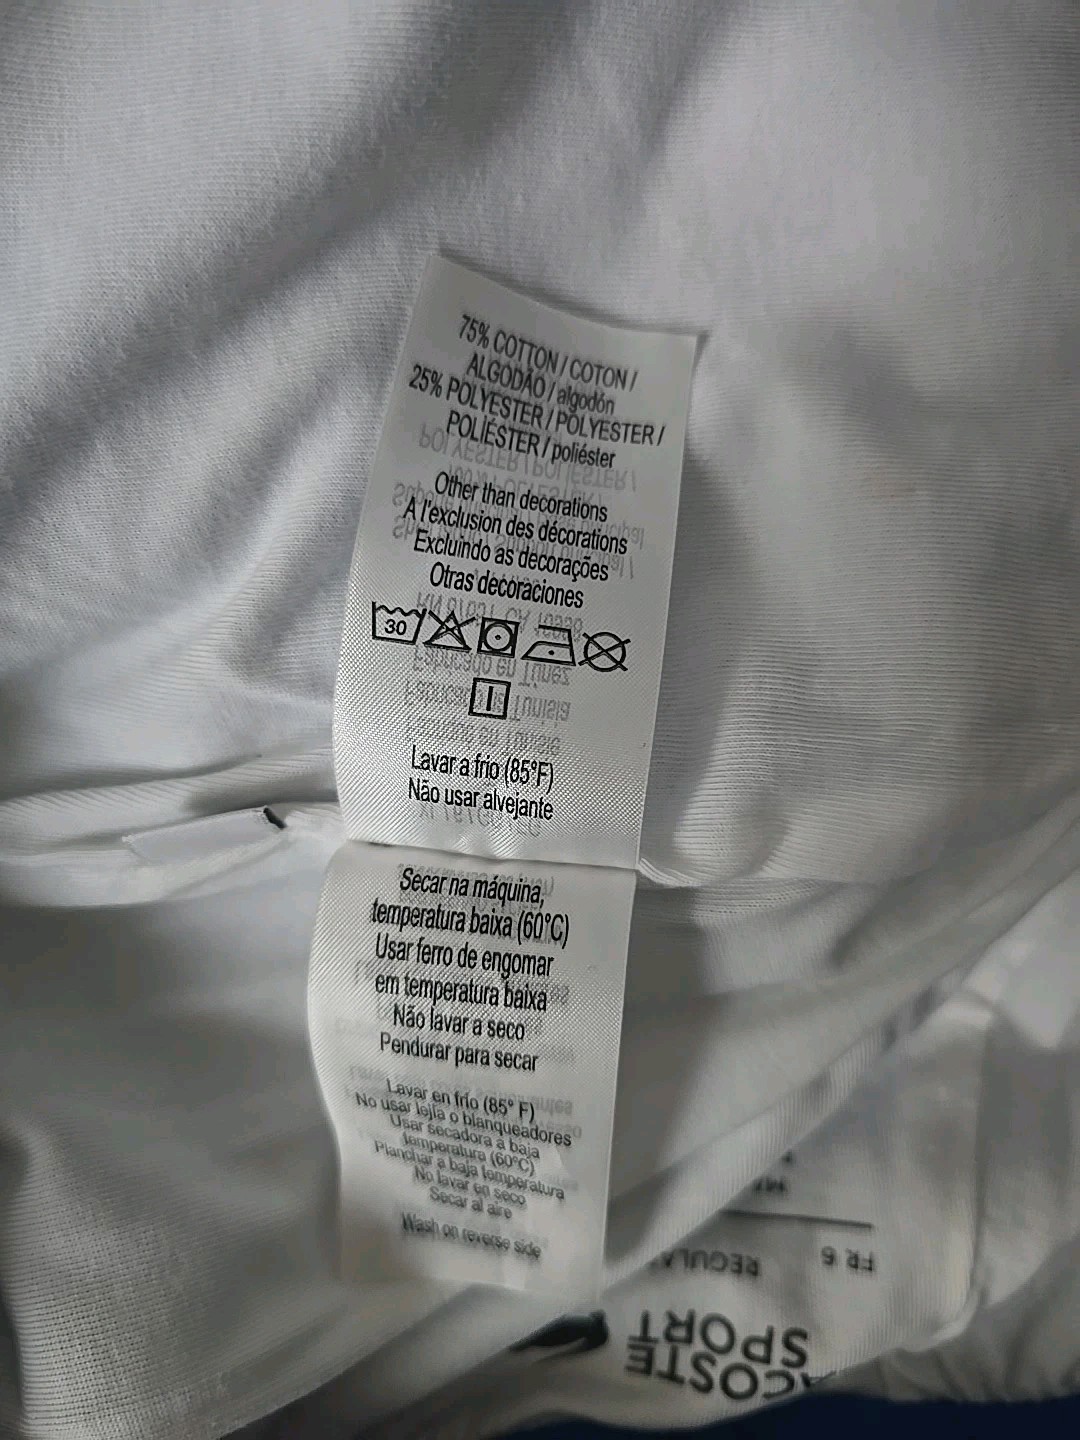 75% COTTON / COTON /
ALGODÃO / algodón
25% POLYESTER / POLYESTER /
POLIÉSTER / poliéster
Other than decorations
A l'exclusion des décorations
Excluindo as decorações
Otras decoraciones
30
Lavar a frio (85°F)
Não usar alvejante
Secar na máquina,
temperatura baixa (60°C)
Usar ferro de engomar
em temperatura baixa
Não lavar a seco
Pendurar para secar
Lavar en frío (85° F)
No usar lejía o blanqueadores
Usar secadora a baja
temperatura (60ºC)
Planchar a baja temperatura
No lavar en seco
Secar al aire
Wash on reverse side
FR 6
ACOSTE
SPORT